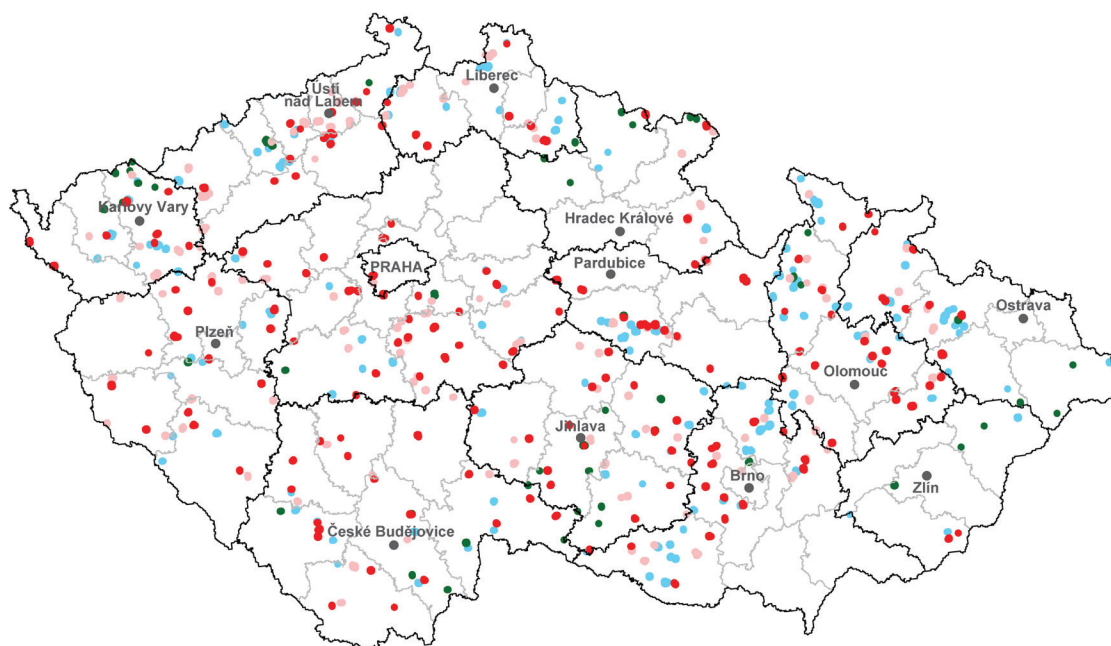 Liberec
Ústí
nad Labem
Karlovy Vary
Hradec Králové
PRAHA
Pardubice
Plzeň
Ostrava
Olomouc
Jihlava
Brno
Zlín
České Budějovice